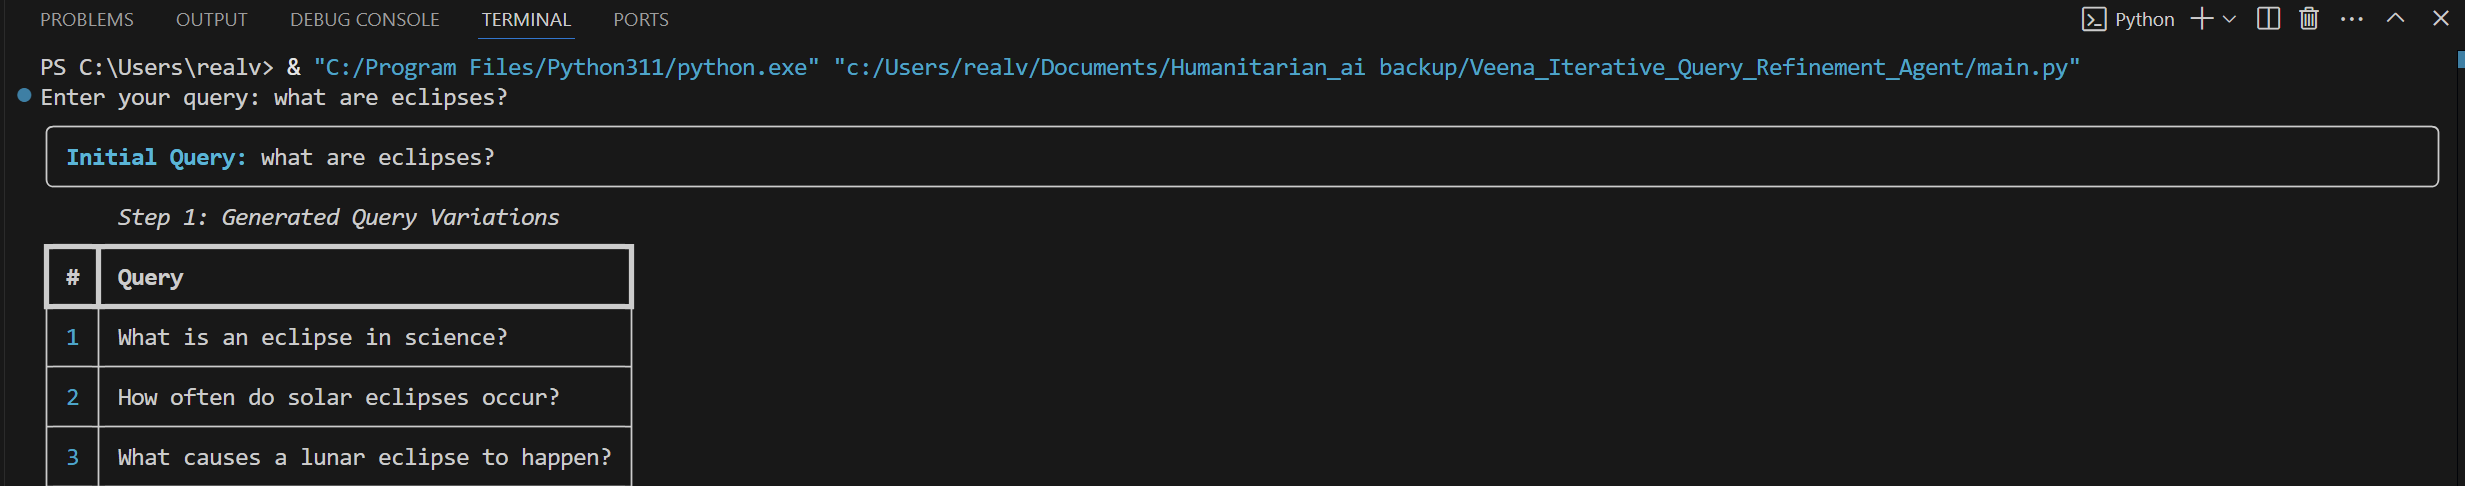 PROBLEMS OUTPUT DEBUG CONSOLE TERMINAL PORTS Python
PS C:\Users\realv> & "C:/Program Files/Python311/python.exe" "c:/Users/realv/Documents/Humanitarian_ai backup/Veena_Iterative_Query_Refinement_Agent/main.py"
Enter your query: what are eclipses?
Initial Query: what are eclipses?
Step 1: Generated Query Variations
# Query
1 What is an eclipse in science?
2 How often do solar eclipses occur?
3 What causes a lunar eclipse to happen?